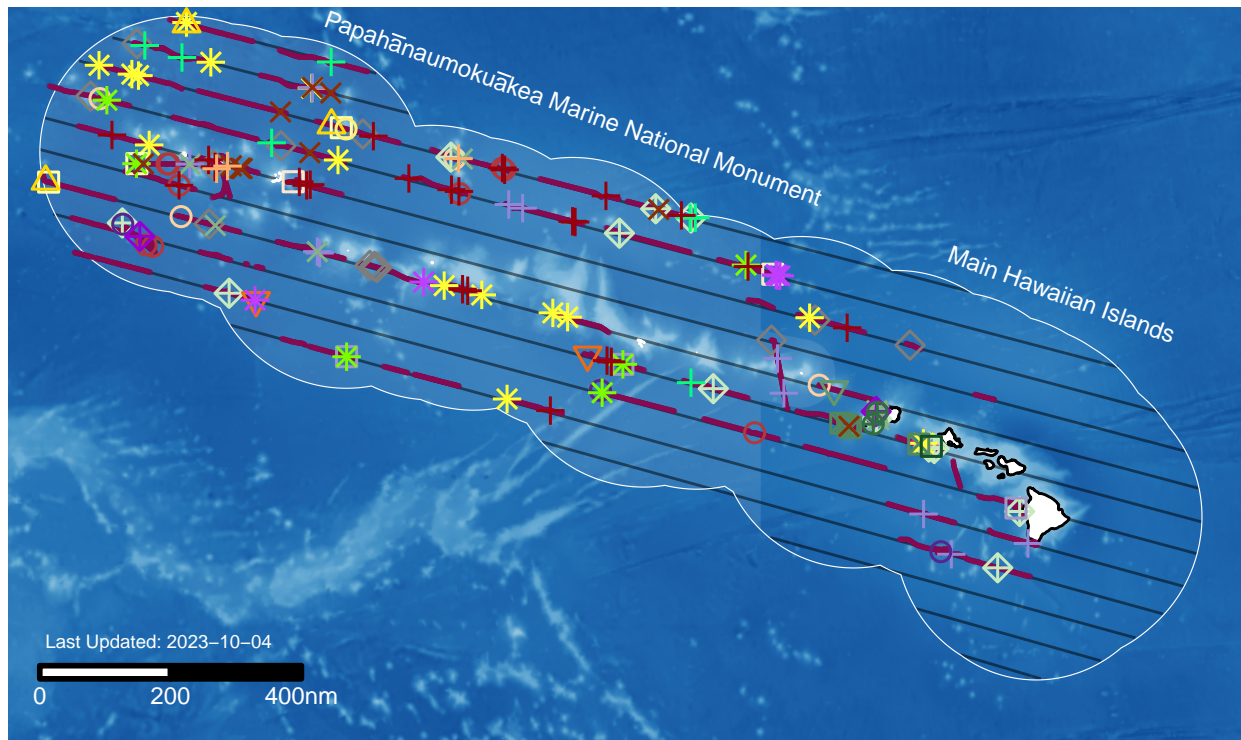 Papahānaumokuākea Marine National Monument
Main Hawaiian Islands
Last Updated: 2023−10−04
0 200 400nm